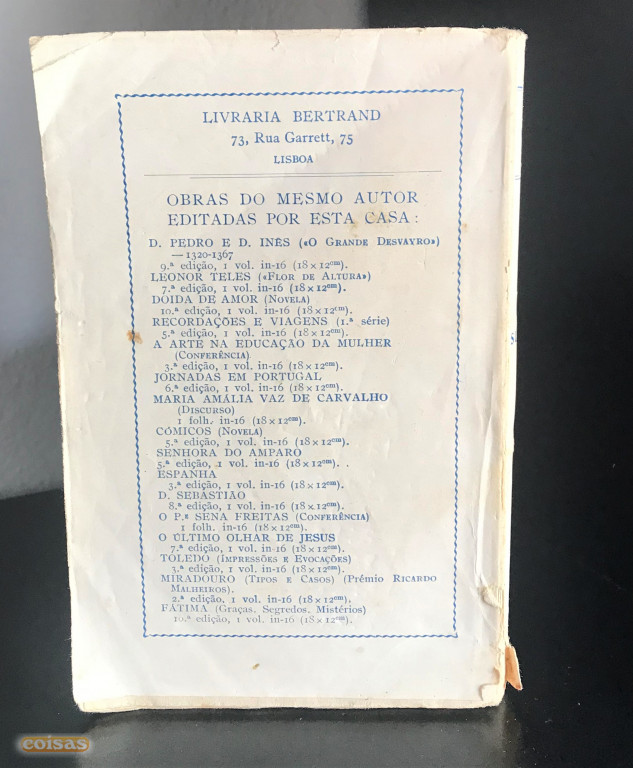 LIVRARIA BERTRAND
73, Rua Garrett, 75
LISBOA
OBRAS DO MESMO AUTOR
EDITADAS POR ESTA CASA:
D. PEDRO E D. INÊS («O GRANDE DESVAYRO»)
— 1320-1367
9.ª edição, 1 vol. in-16 (18 × 12cm).
LEONOR TELES («FLOR DE ALTURA»)
7.ª edição, 1 vol. in-16 (18 × 12cm).
DOIDA DE AMOR (NOVELA)
10.ª edição, 1 vol. in-16 (18 × 12cm).
RECORDAÇÕES E VIAGENS (1.ª série)
5.ª edição, 1 vol. in-16 (18 × 12cm).
A ARTE NA EDUCAÇÃO DA MULHER
(CONFERÊNCIA)
3.ª edição, 1 vol. in-16 (18 × 12cm).
JORNADAS EM PORTUGAL
6.ª edição, 1 vol. in-16 (18 × 12cm).
MARIA AMÁLIA VAZ DE CARVALHO
(DISCURSO)
1 folh. in-16 (18 × 12cm).
CÓMICOS (NOVELA)
5.ª edição, 1 vol. in-16 (18 × 12cm).
SENHORA DO AMPARO
5.ª edição, 1 vol. in-16 (18 × 12cm).
ESPANHA
3.ª edição, 1 vol. in-16 (18 × 12cm).
D. SEBASTIÃO
8.ª edição, 1 vol. in-16 (18 × 12cm).
O P.e SENA FREITAS (CONFERÊNCIA)
1 folh. in-16 (18 × 12cm).
O ÚLTIMO OLHAR DE JESUS
7.ª edição, 1 vol. in-16 (18 × 12cm).
TOLEDO (IMPRESSÕES E EVOCAÇÕES)
3.ª edição, 1 vol. in-16 (18 × 12cm).
MIRADOURO (TIPOS E CASOS) (PRÉMIO RICARDO
MALHEIROS).
2.ª edição, 1 vol. in-16 (18 × 12cm).
FÁTIMA (Graças. Segredos. Mistérios)
10.ª edição, 1 vol. in-16 (18 × 12cm).
coisas